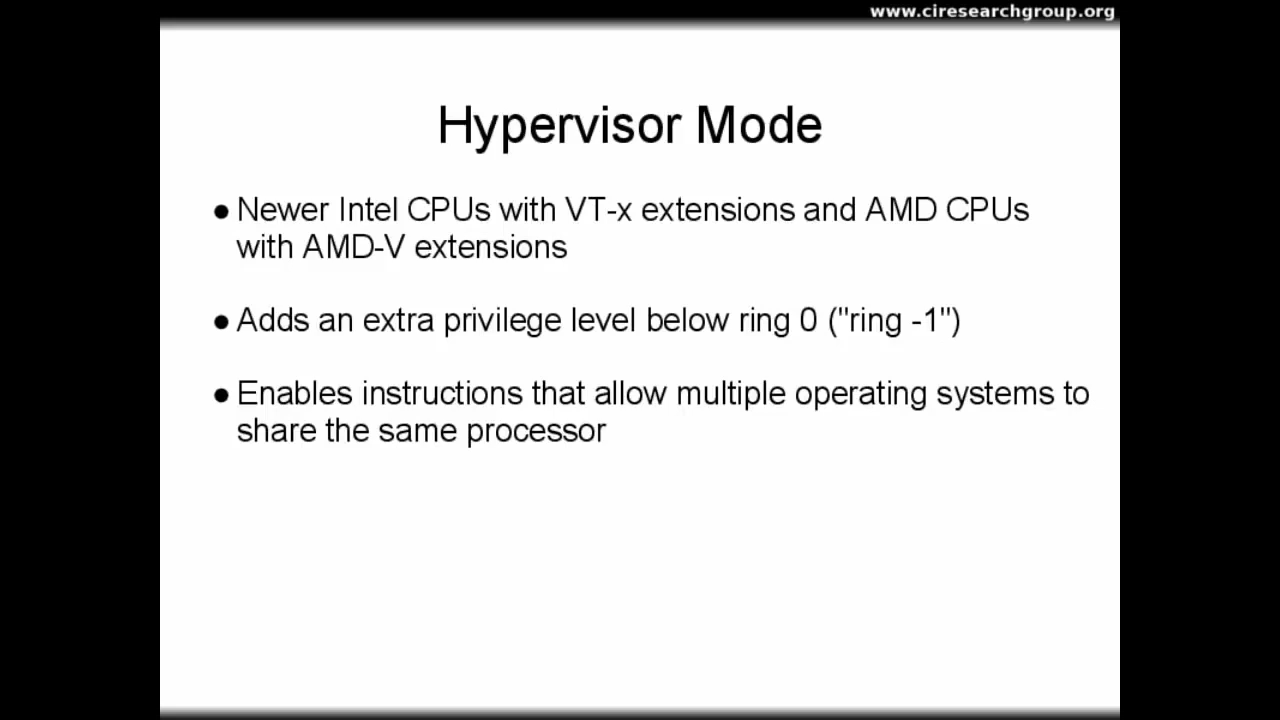 www.ciresearchgroup.org
Hypervisor Mode
● Newer Intel CPUs with VT-x extensions and AMD CPUs
with AMD-V extensions
● Adds an extra privilege level below ring 0 ("ring -1")
● Enables instructions that allow multiple operating systems to
share the same processor